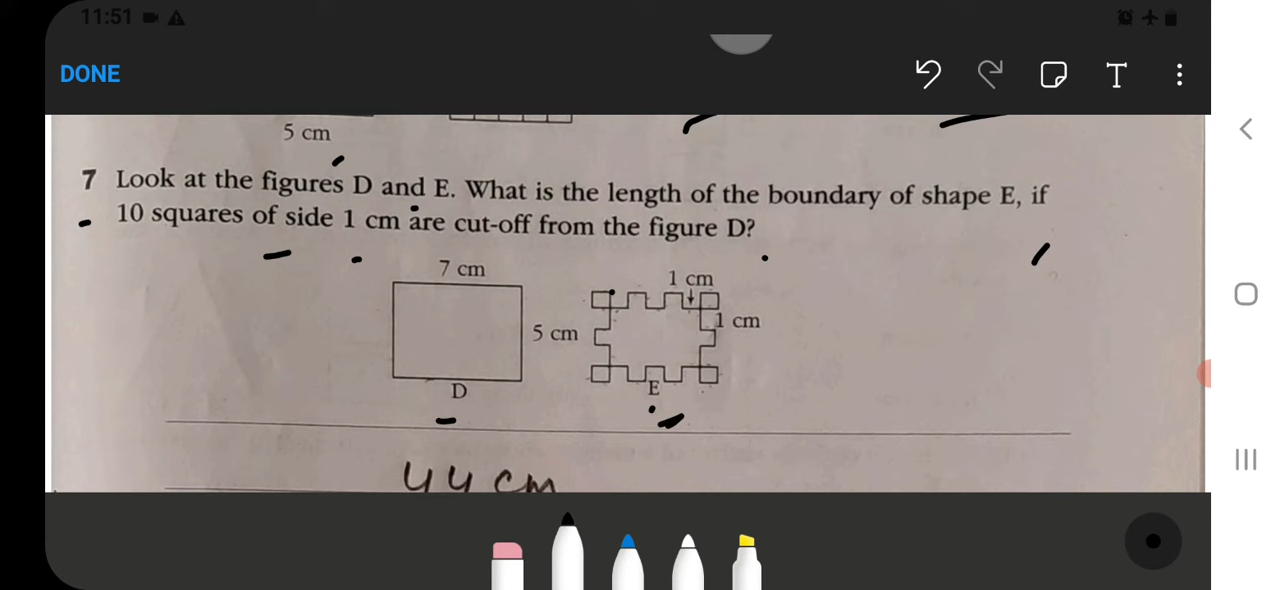 11:51
DONE
T
5 cm
7 Look at the figures D and E. What is the length of the boundary of shape E, if
10 squares of side 1 cm are cut-off from the figure D?
7 cm
1 cm
5 cm
1 cm
D
E
44 cm